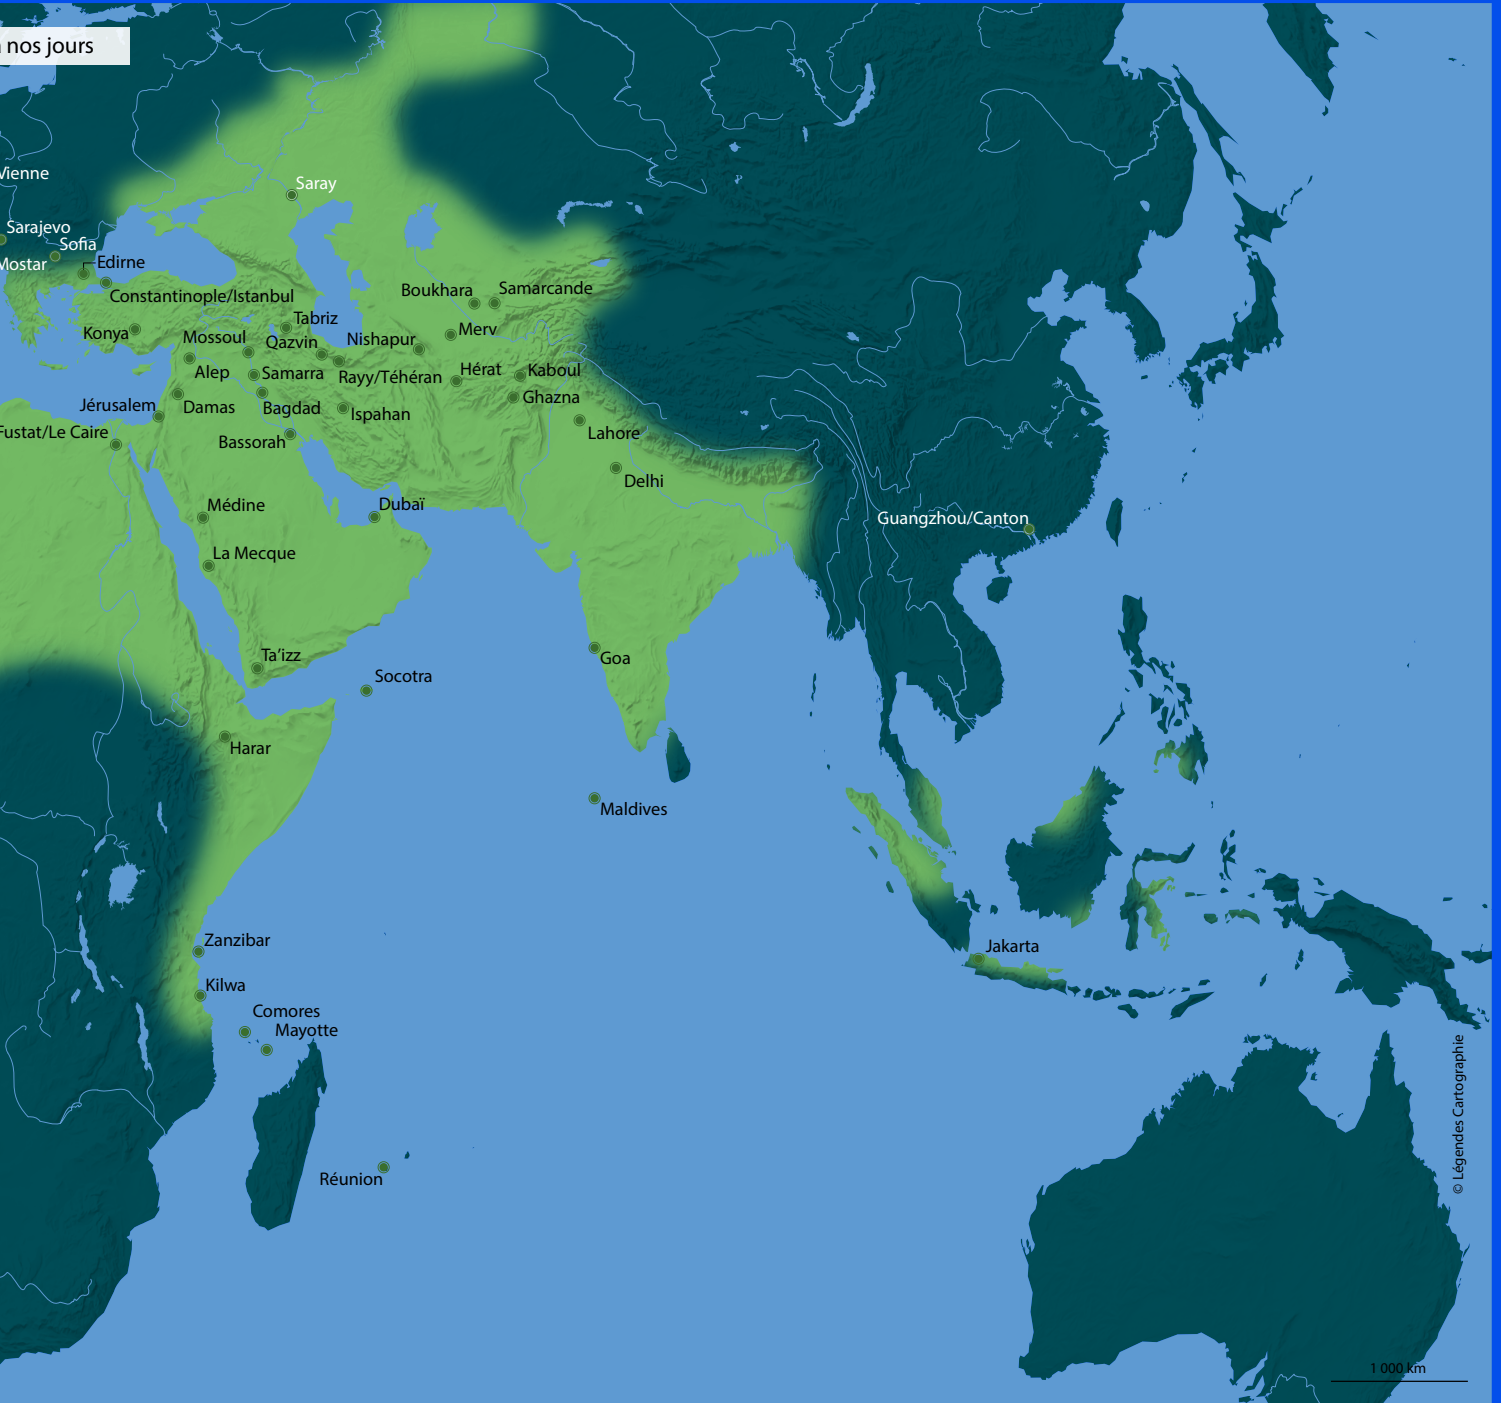 à nos jours
Vienne
Saray
Sarajevo
Sofia
Mostar
Edirne
Constantinople/Istanbul
Boukhara
Samarcande
Konya
Mossoul
Tabriz
Qazvin
Nishapur
Merv
Alep
Samarra
Rayy/Téhéran
Hérat
Kaboul
Jérusalem
Damas
Bagdad
Ispahan
Ghazna
Fustat/Le Caire
Bassorah
Lahore
Delhi
Médine
Dubaï
Guangzhou/Canton
La Mecque
Ta’izz
Goa
Socotra
Harar
Maldives
Zanzibar
Jakarta
Kilwa
Comores
Mayotte
Réunion
© Légendes Cartographie
1 000 km